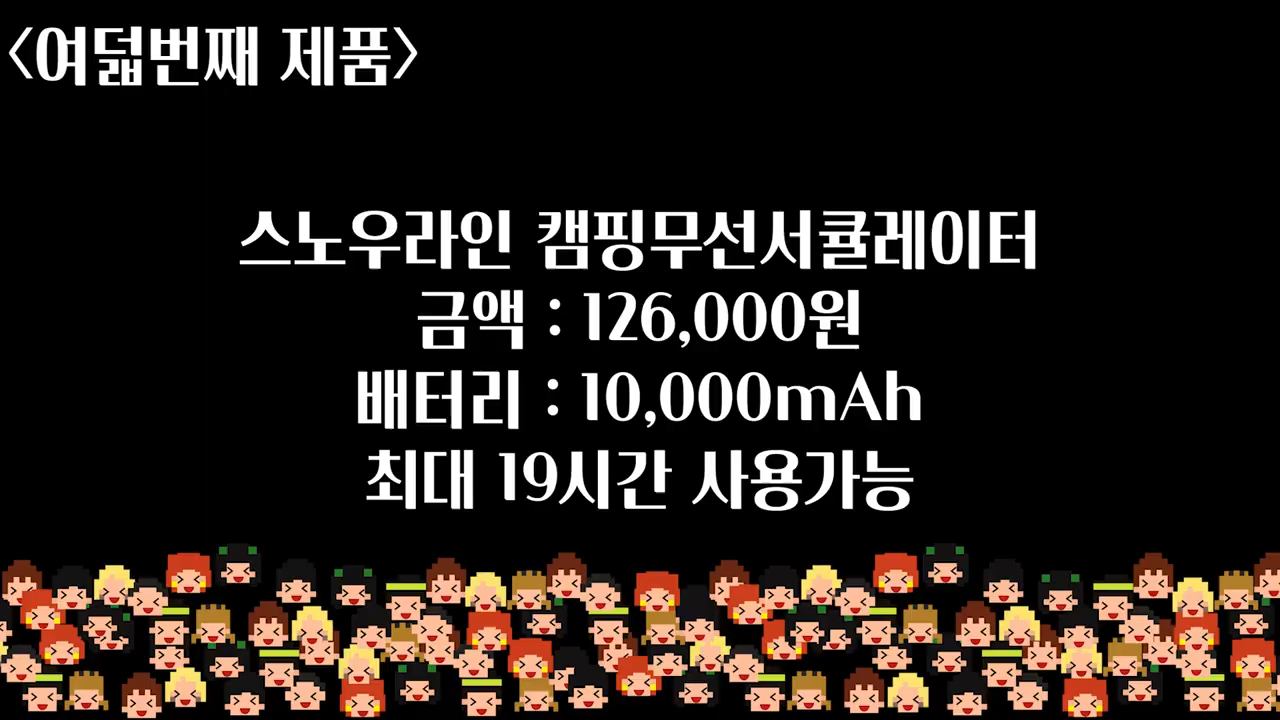 <여덟번째 제품>
스노우라인 캠핑무선서큘레이터
금액 : 126,000원
배터리 : 10,000mAh
최대 19시간 사용가능